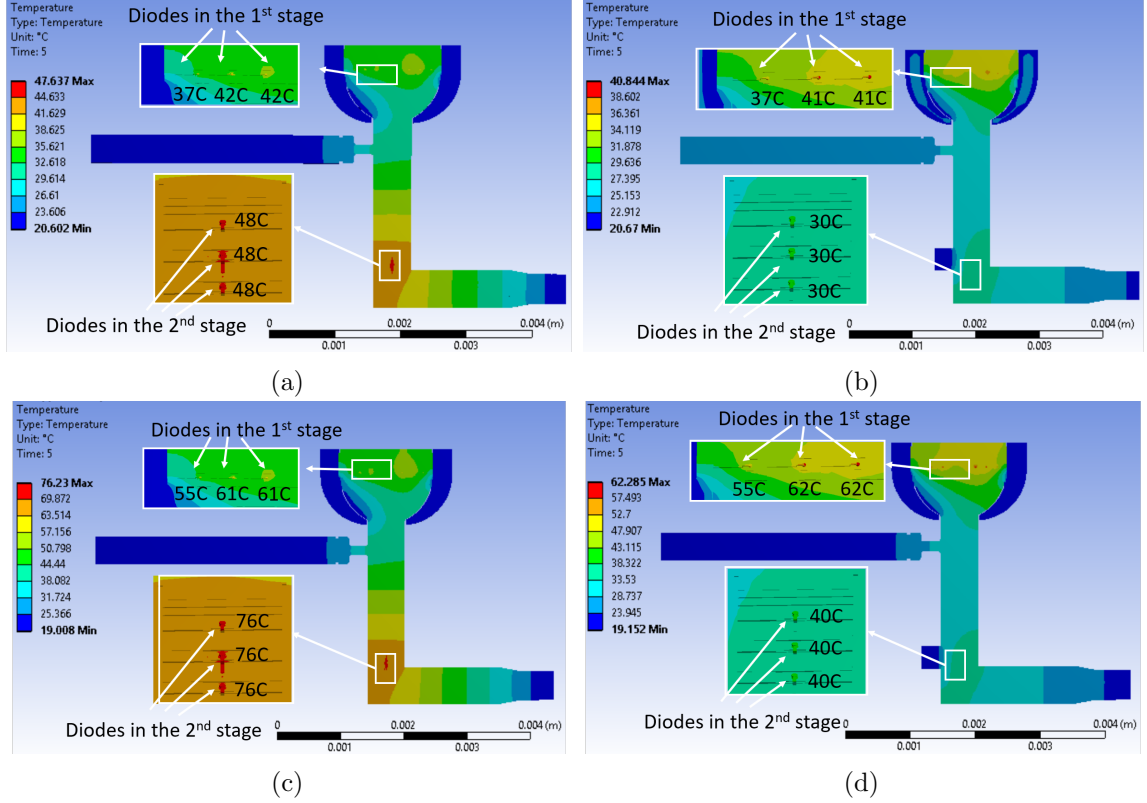 Temperature
Type: Temperature
Unit: °C
Time: 5
47.637 Max
44.633
41.629
38.625
35.621
32.618
29.614
26.61
23.606
20.602 Min
Diodes in the 1st stage
37C 42C 42C
48C
48C
48C
Diodes in the 2nd stage
0 0.002 0.004 (m)
0.001 0.003
(a)
Temperature
Type: Temperature
Unit: °C
Time: 5
40.844 Max
38.602
36.361
34.119
31.878
29.636
27.395
25.153
22.912
20.67 Min
Diodes in the 1st stage
37C 41C 41C
30C
30C
30C
Diodes in the 2nd stage
0 0.002 0.004 (m)
0.001 0.003
(b)
Temperature
Type: Temperature
Unit: °C
Time: 5
76.23 Max
69.872
63.514
57.156
50.798
44.44
38.082
31.724
25.366
19.008 Min
Diodes in the 1st stage
55C 61C 61C
76C
76C
76C
Diodes in the 2nd stage
0 0.002 0.004 (m)
0.001 0.003
(c)
Temperature
Type: Temperature
Unit: °C
Time: 5
62.285 Max
57.493
52.7
47.907
43.115
38.322
33.53
28.737
23.945
19.152 Min
Diodes in the 1st stage
55C 62C 62C
40C
40C
40C
Diodes in the 2nd stage
0 0.002 0.004 (m)
0.001 0.003
(d)